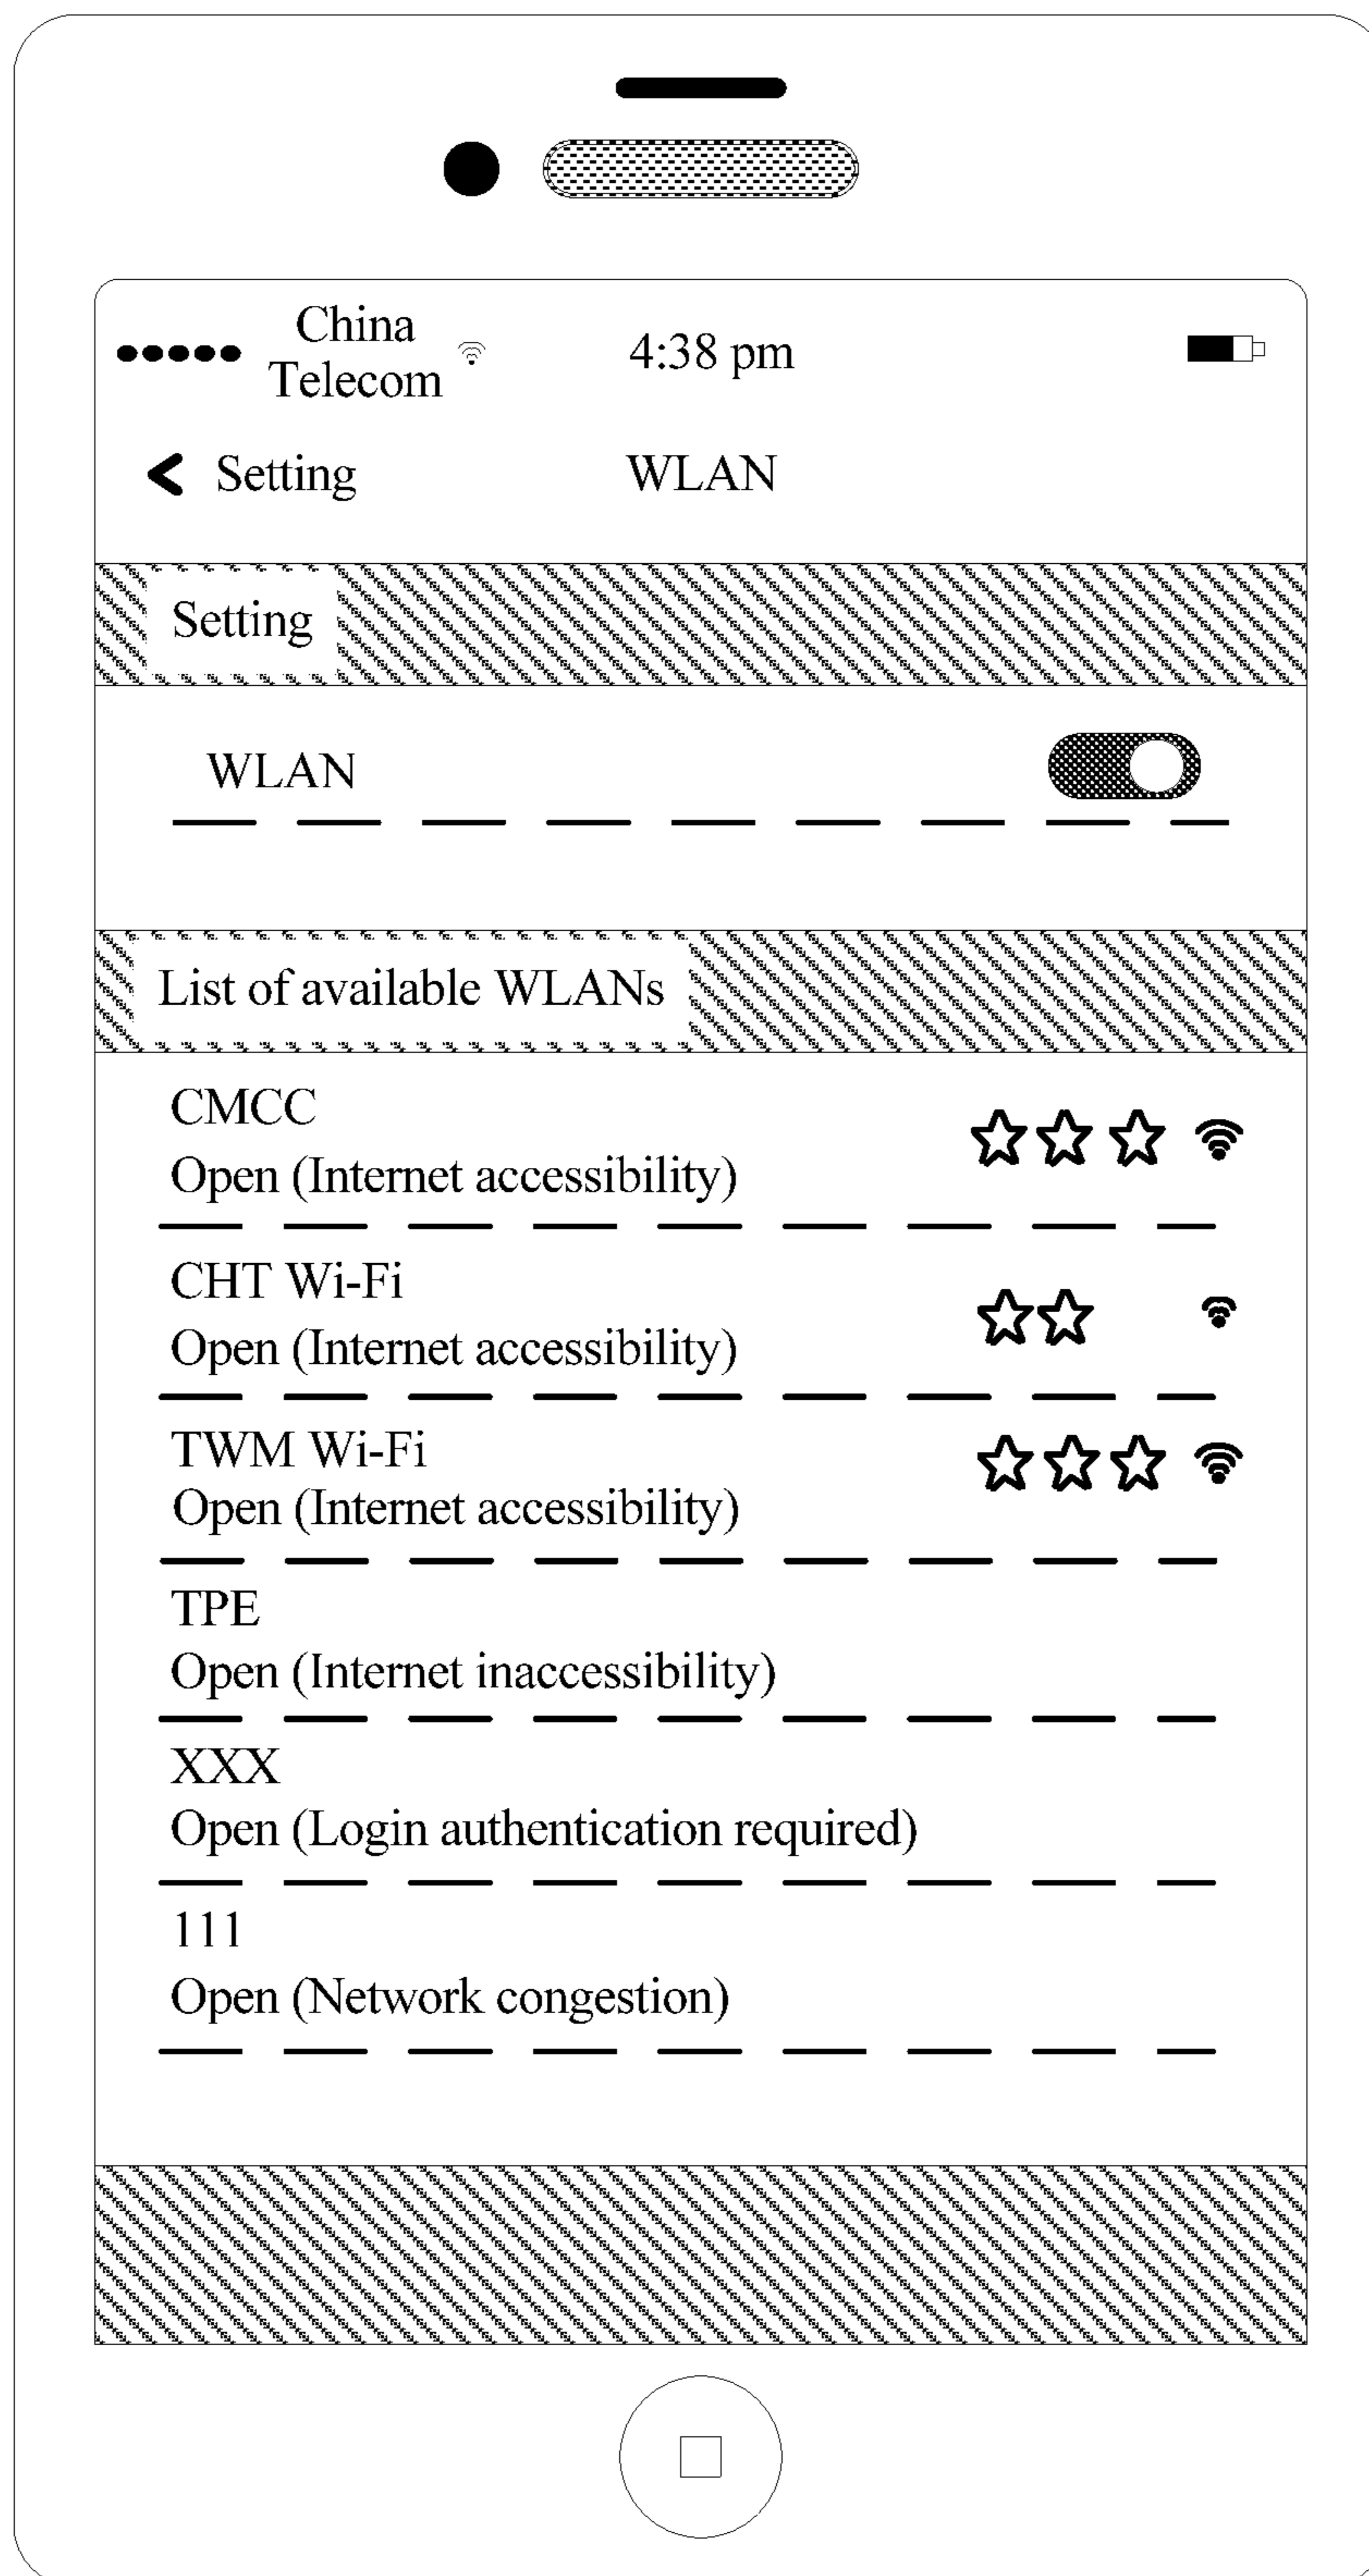 China
Telecom
4:38 pm
Setting
WLAN
Setting
WLAN
List of available WLANs
CMCC
Open (Internet accessibility)
CHT Wi-Fi
Open (Internet accessibility)
TWM Wi-Fi
Open (Internet accessibility)
TPE
Open (Internet inaccessibility)
XXX
Open (Login authentication required)
111
Open (Network congestion)